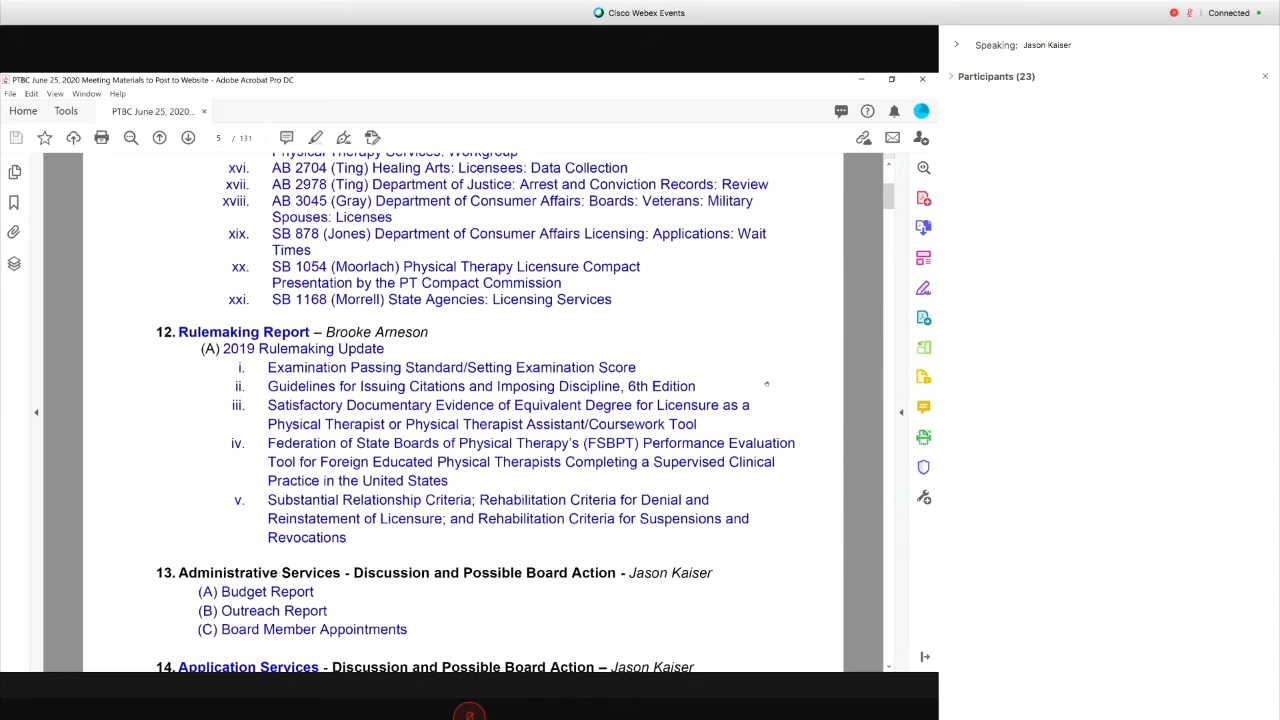 Cisco Webex Events
Connected
Speaking: Jason Kaiser
Participants (23)
PTBC June 25, 2020 Meeting Materials to Post to Website - Adobe Acrobat Pro DC
File Edit View Window Help
Home Tools PTBC June 25, 2020... ×
5 / 131
Physical Therapy Services: Workgroup
xvi. AB 2704 (Ting) Healing Arts: Licensees: Data Collection
xvii. AB 2978 (Ting) Department of Justice: Arrest and Conviction Records: Review
xviii. AB 3045 (Gray) Department of Consumer Affairs: Boards: Veterans: Military
Spouses: Licenses
xix. SB 878 (Jones) Department of Consumer Affairs Licensing: Applications: Wait
Times
xx. SB 1054 (Moorlach) Physical Therapy Licensure Compact
Presentation by the PT Compact Commission
xxi. SB 1168 (Morrell) State Agencies: Licensing Services
12. Rulemaking Report – Brooke Arneson
(A) 2019 Rulemaking Update
i. Examination Passing Standard/Setting Examination Score
ii. Guidelines for Issuing Citations and Imposing Discipline, 6th Edition
iii. Satisfactory Documentary Evidence of Equivalent Degree for Licensure as a
Physical Therapist or Physical Therapist Assistant/Coursework Tool
iv. Federation of State Boards of Physical Therapy's (FSBPT) Performance Evaluation
Tool for Foreign Educated Physical Therapists Completing a Supervised Clinical
Practice in the United States
v. Substantial Relationship Criteria; Rehabilitation Criteria for Denial and
Reinstatement of Licensure; and Rehabilitation Criteria for Suspensions and
Revocations
13. Administrative Services - Discussion and Possible Board Action - Jason Kaiser
(A) Budget Report
(B) Outreach Report
(C) Board Member Appointments
14. Application Services - Discussion and Possible Board Action – Jason Kaiser